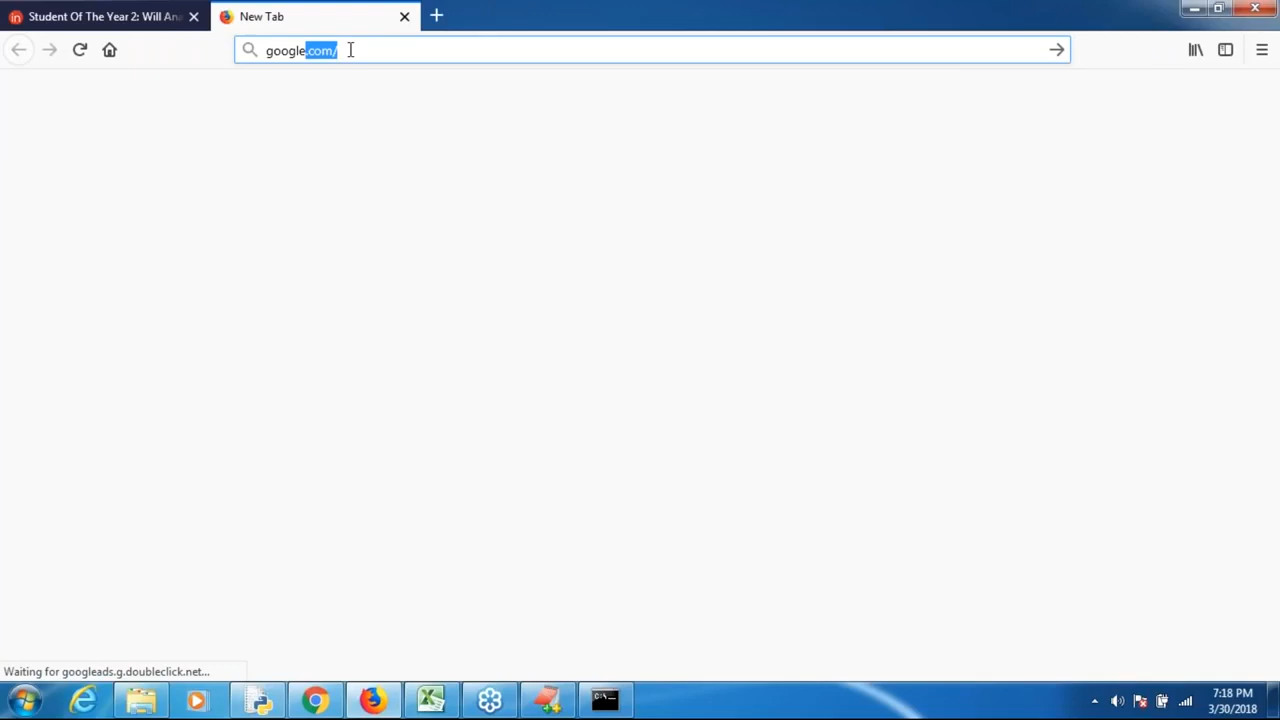 Student Of The Year 2: Will Ana
New Tab
google.com/
Waiting for googleads.g.doubleclick.net...
7:18 PM
3/30/2018